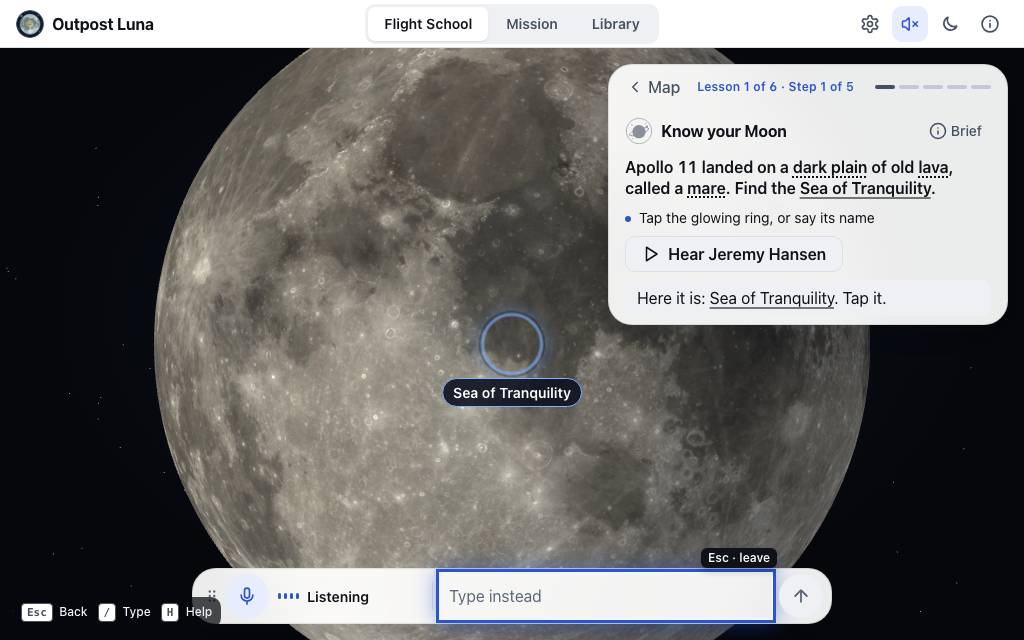 Outpost Luna
Flight School
Mission
Library
Map
Lesson 1 of 6 · Step 1 of 5
Know your Moon
Brief
Apollo 11 landed on a dark plain of old lava,
called a mare. Find the Sea of Tranquility.
Tap the glowing ring, or say its name
Hear Jeremy Hansen
Here it is: Sea of Tranquility. Tap it.
Sea of Tranquility
Esc · leave
Listening
Type instead
Esc Back / Type H Help